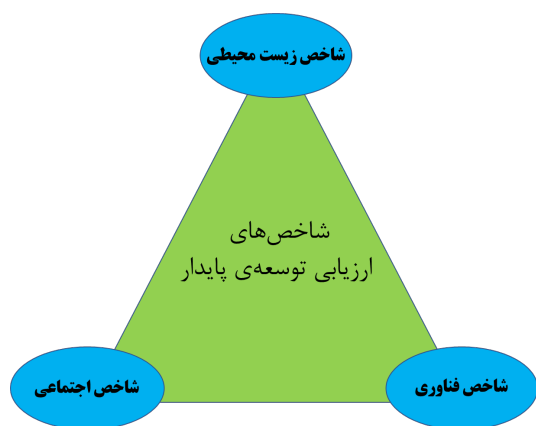 شاخص زیست محیطی
شاخص‌های
ارزیابی توسعه‌ی پایدار
شاخص فناوری
شاخص اجتماعی